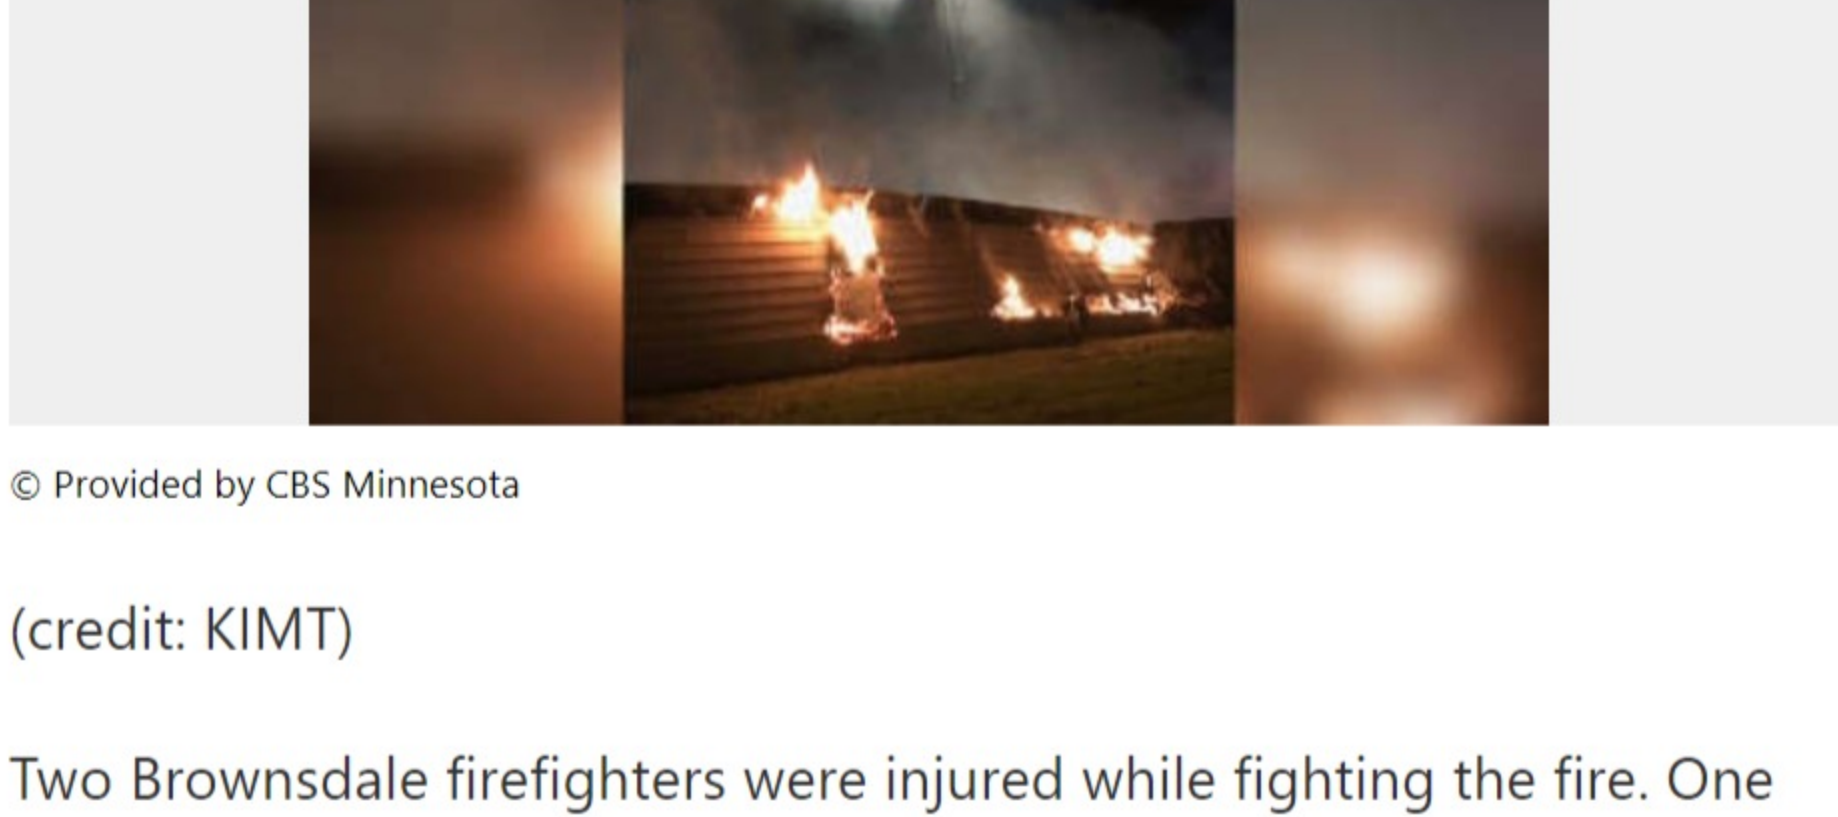 © Provided by CBS Minnesota
(credit: KIMT)
Two Brownsdale firefighters were injured while fighting the fire. One